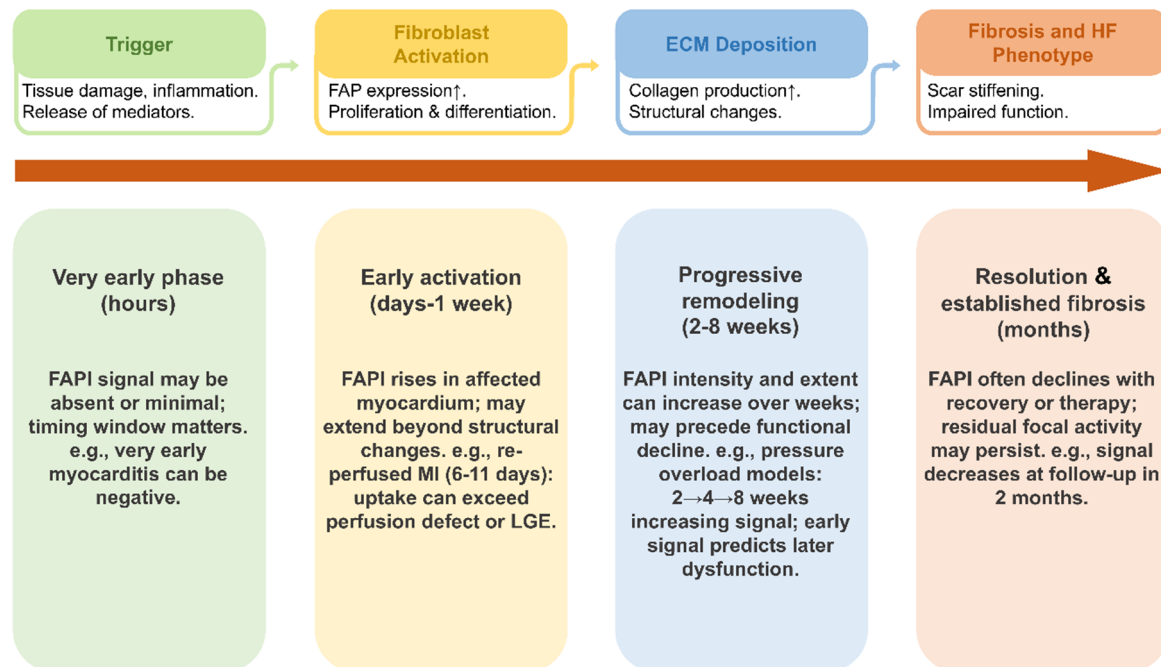 Trigger
Tissue damage, inflammation.
Release of mediators.
Fibroblast
Activation
FAP expression↑.
Proliferation & differentiation.
ECM Deposition
Collagen production↑.
Structural changes.
Fibrosis and HF
Phenotype
Scar stiffening.
Impaired function.
Very early phase
(hours)
FAPI signal may be
absent or minimal;
timing window matters.
e.g., very early
myocarditis can be
negative.
Early activation
(days-1 week)
FAPI rises in affected
myocardium; may
extend beyond structural
changes. e.g., re-
perfused MI (6-11 days):
uptake can exceed
perfusion defect or LGE.
Progressive
remodeling
(2-8 weeks)
FAPI intensity and extent
can increase over weeks;
may precede functional
decline. e.g., pressure
overload models:
2→4→8 weeks
increasing signal; early
signal predicts later
dysfunction.
Resolution &
established fibrosis
(months)
FAPI often declines with
recovery or therapy;
residual focal activity
may persist. e.g., signal
decreases at follow-up in
2 months.